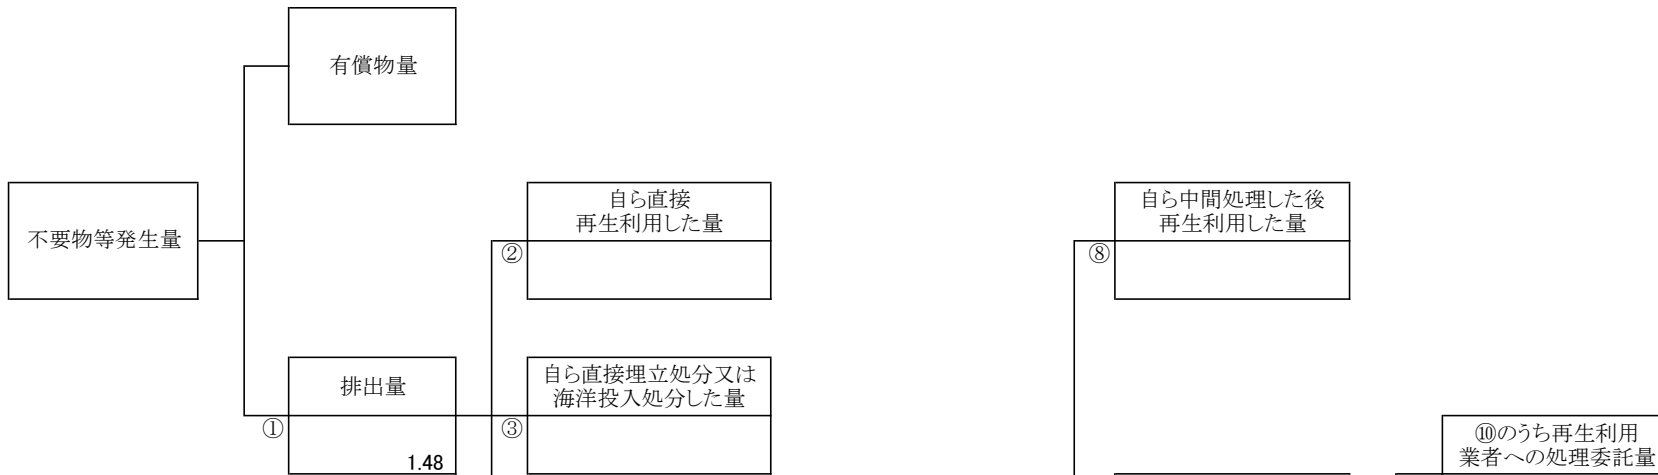 有償物量
不要物等発生量
自ら直接
再生利用した量
②
自ら中間処理した後
再生利用した量
⑧
排出量
①
1.48
自ら直接埋立処分又は
海洋投入処分した量
③
⑩のうち再生利用
業者への処理委託量